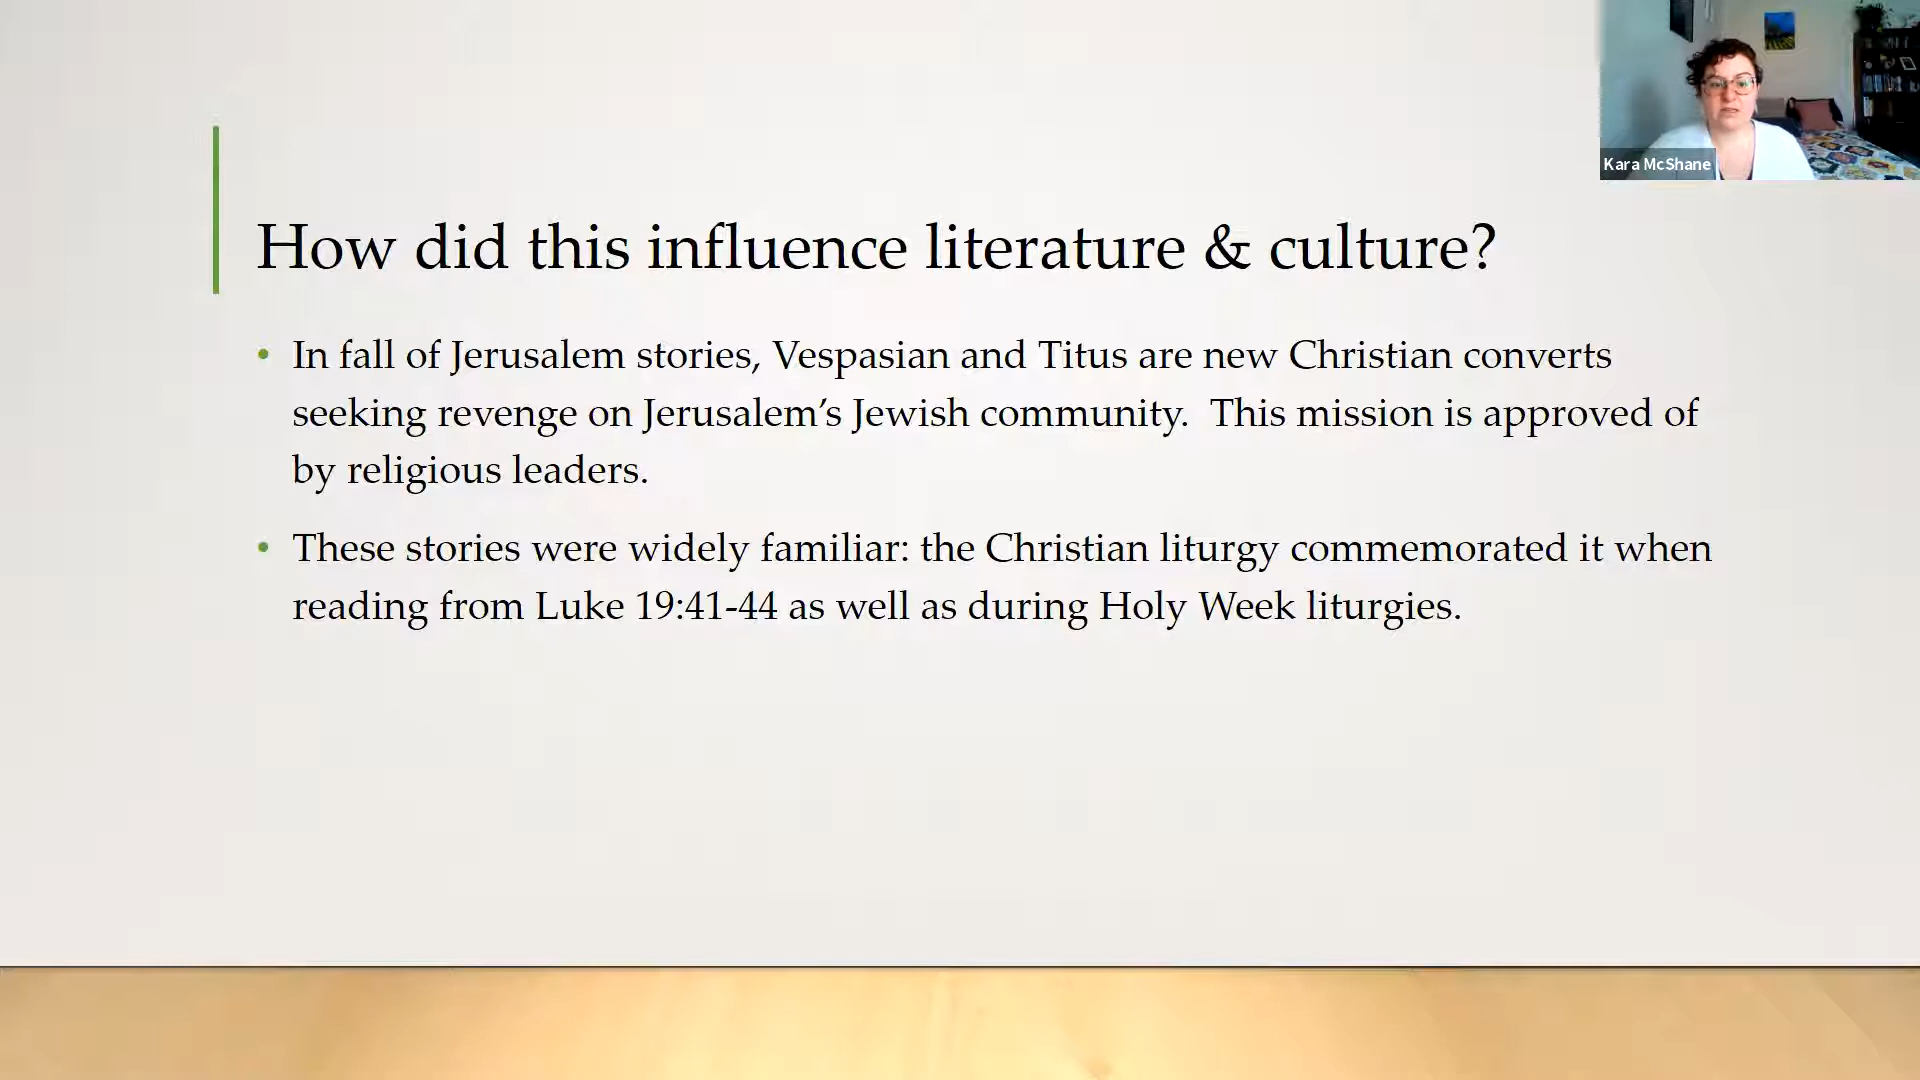 Kara McShane
How did this influence literature & culture?
• In fall of Jerusalem stories, Vespasian and Titus are new Christian converts
seeking revenge on Jerusalem’s Jewish community.  This mission is approved of
by religious leaders.
• These stories were widely familiar: the Christian liturgy commemorated it when
reading from Luke 19:41-44 as well as during Holy Week liturgies.